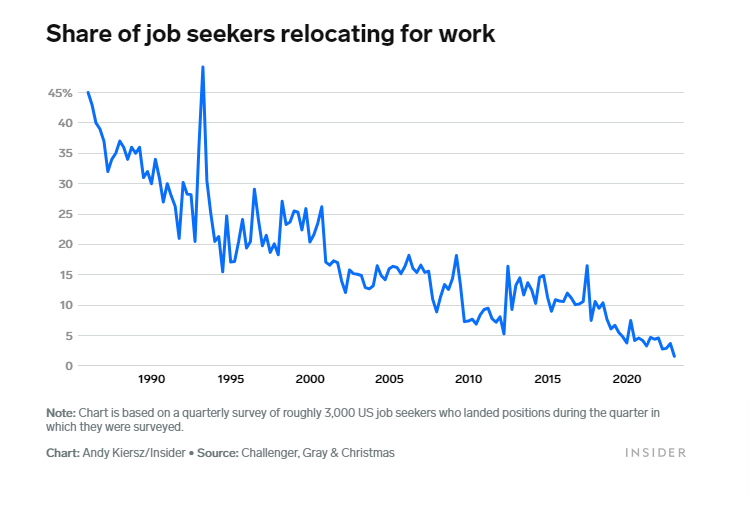 Share of job seekers relocating for work
45%
40
35
30
25
20
15
10
5
0
1990 1995 2000 2005 2010 2015 2020
Note: Chart is based on a quarterly survey of roughly 3,000 US job seekers who landed positions during the quarter in
which they were surveyed.
Chart: Andy Kiersz/Insider • Source: Challenger, Gray & Christmas
INSIDER